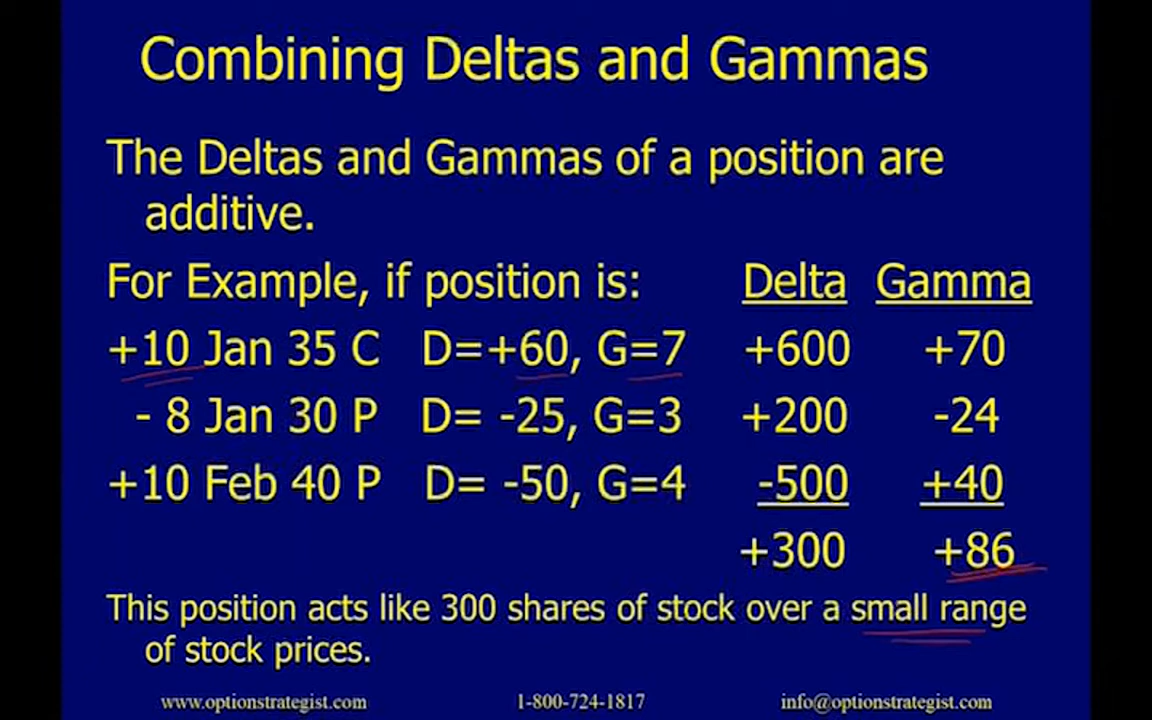 Combining Deltas and Gammas
The Deltas and Gammas of a position are
additive.
For Example, if position is: Delta Gamma
+10 Jan 35 C D=+60, G=7 +600 +70
- 8 Jan 30 P D= -25, G=3 +200 -24
+10 Feb 40 P D= -50, G=4 -500 +40
+300 +86
This position acts like 300 shares of stock over a small range
of stock prices.
www.optionstrategist.com 1-800-724-1817 info@optionstrategist.com